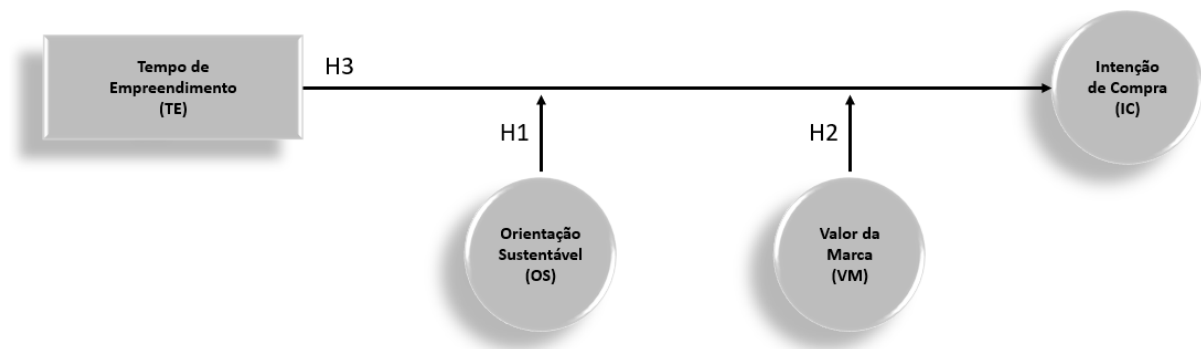 Tempo de
Empreendimento
(TE)
H3
Intenção
de Compra
(IC)
H1
H2
Orientação
Sustentável
(OS)
Valor da
Marca
(VM)